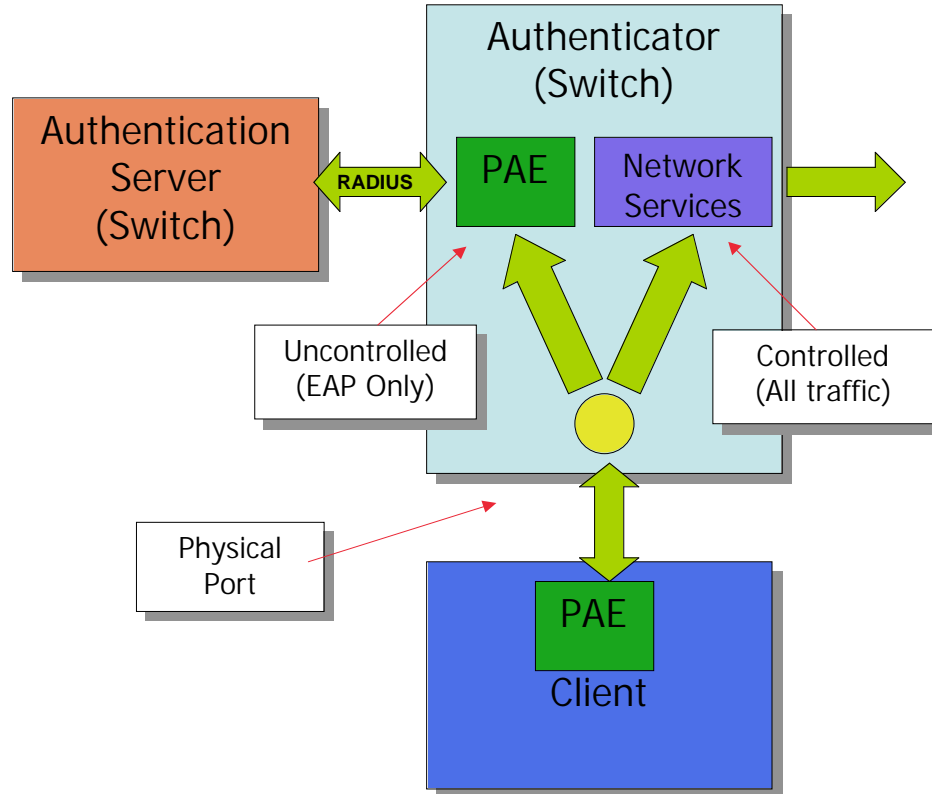 Authenticator
(Switch)
Authentication
Server
(Switch)
RADIUS
PAE
Network
Services
Uncontrolled
(EAP Only)
Controlled
(All traffic)
Physical
Port
PAE
Client